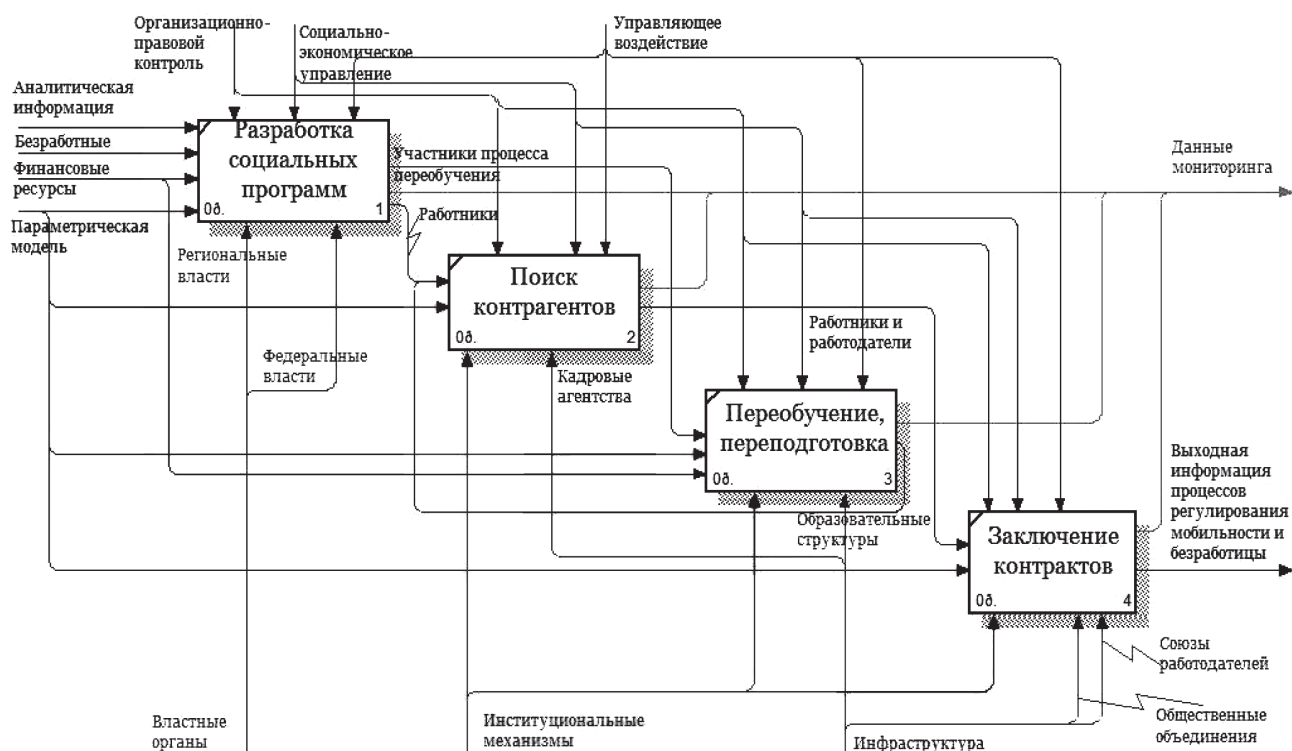 Организационно-
правовой
контроль
Социально-
экономическое
управление
Управляющее
воздействие
Аналитическая
информация
Безработные
Финансовые
ресурсы
Параметрическая
модель
Разработка
социальных
программ
0д.
1
Участники процесса
переобучения
Данные
мониторинга
Работники
Региональные
власти
Поиск
контрагентов
0д.
2
Федеральные
власти
Кадровые
агентства
Работники и
работодатели
Переобучение,
переподготовка
0д.
3
Образовательные
структуры
Выходная
информация
процессов
регулирования
мобильности и
безработицы
Заключение
контрактов
0д.
4
Союзы
работодателей
Общественные
объединения
Властные
органы
Институциональные
механизмы
Инфраструктура